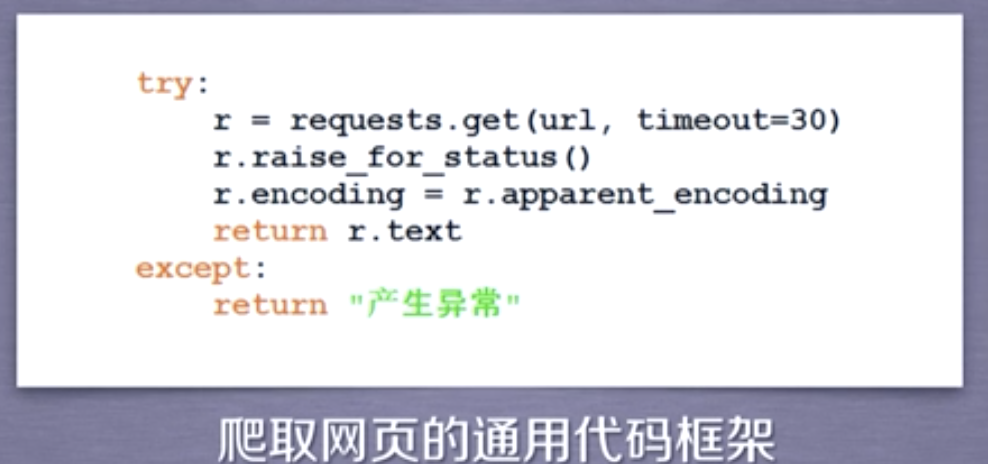 try:
    r = requests.get(url, timeout=30)
    r.raise_for_status()
    r.encoding = r.apparent_encoding
    return r.text
except:
    return "产生异常"
爬取网页的通用代码框架